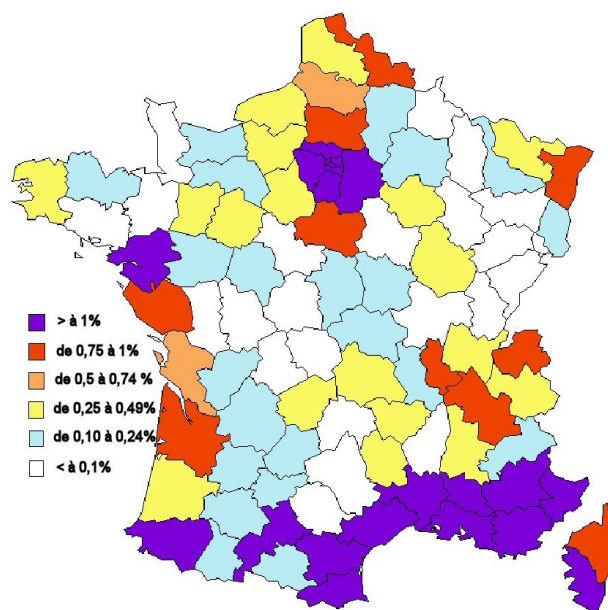 > à 1%
de 0,75 à 1%
de 0,5 à 0,74 %
de 0,25 à 0,49%
de 0,10 à 0,24%
< à 0,1%